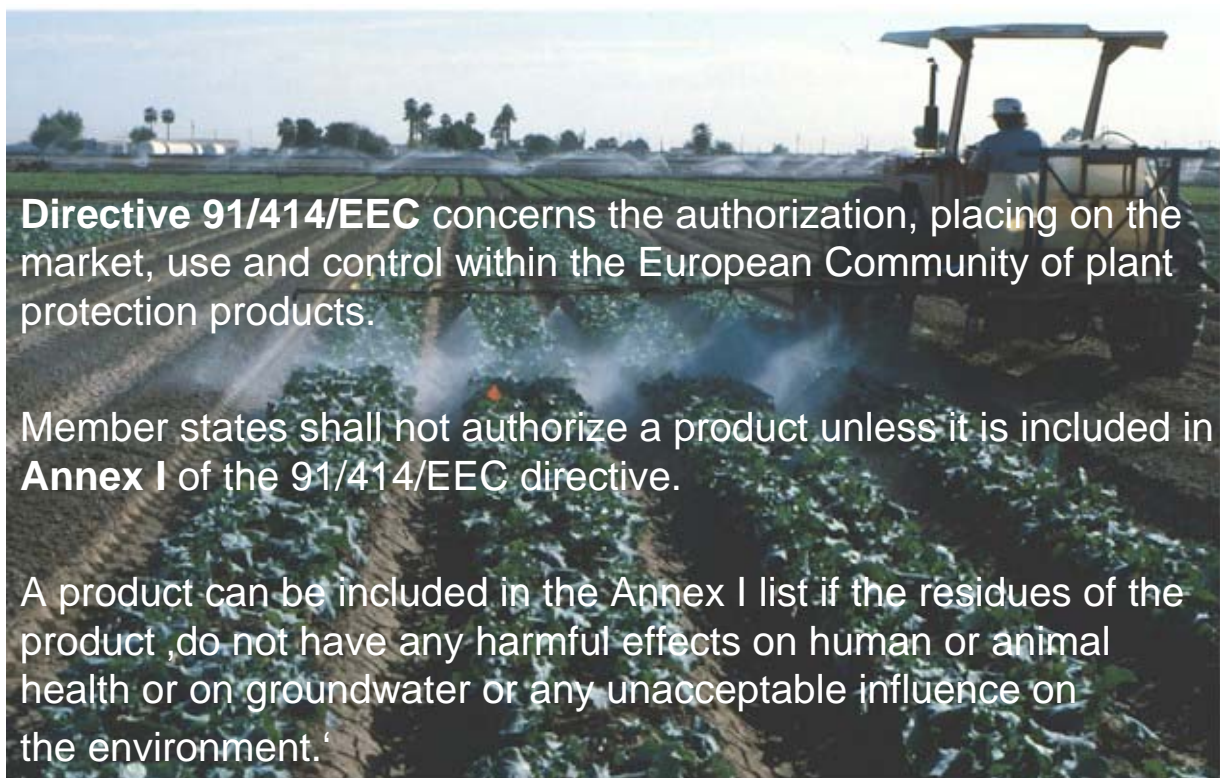 Directive 91/414/EEC concerns the authorization, placing on the
market, use and control within the European Community of plant
protection products.
Member states shall not authorize a product unless it is included in
Annex I of the 91/414/EEC directive.
A product can be included in the Annex I list if the residues of the
product ‚do not have any harmful effects on human or animal
health or on groundwater or any unacceptable influence on
the environment.‘